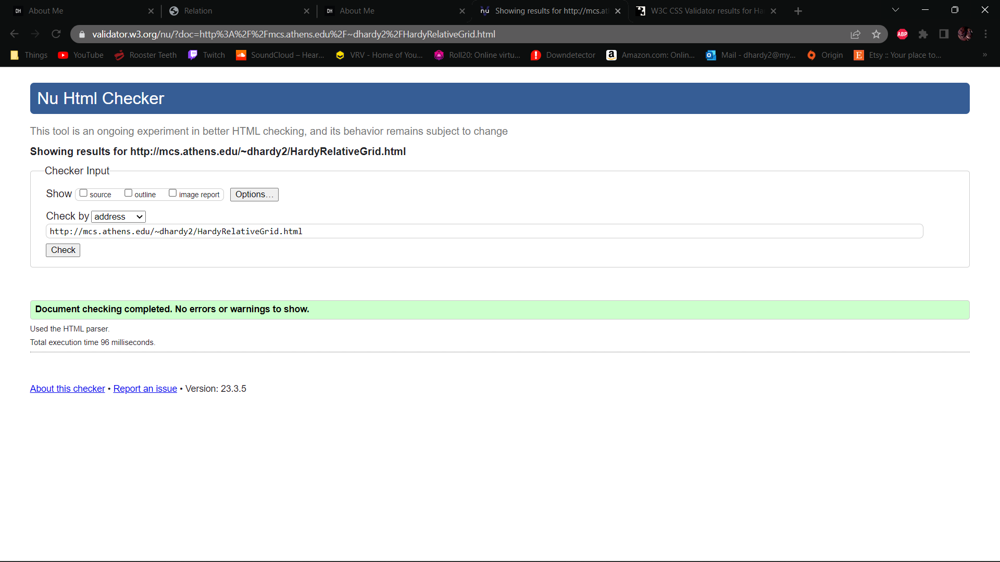 DH About Me
Relation
DH About Me
nu Showing results for http://mcs.at
W3C CSS Validator results for Ha
validator.w3.org/nu/?doc=http%3A%2F%2Fmcs.athens.edu%2F~dhardy2%2FHardyRelativeGrid.html
ABP
Things
YouTube
Rooster Teeth
Twitch
SoundCloud – Hear...
VRV - Home of You...
Roll20: Online virtu...
Downdetector
Amazon.com: Onlin...
Mail - dhardy2@my...
Origin
Etsy :: Your place to...
»
Nu Html Checker
This tool is an ongoing experiment in better HTML checking, and its behavior remains subject to change
Showing results for http://mcs.athens.edu/~dhardy2/HardyRelativeGrid.html
Checker Input
Show source outline image report Options...
Check by address
http://mcs.athens.edu/~dhardy2/HardyRelativeGrid.html
Check
Document checking completed. No errors or warnings to show.
Used the HTML parser.
Total execution time 96 milliseconds.
About this checker • Report an issue • Version: 23.3.5